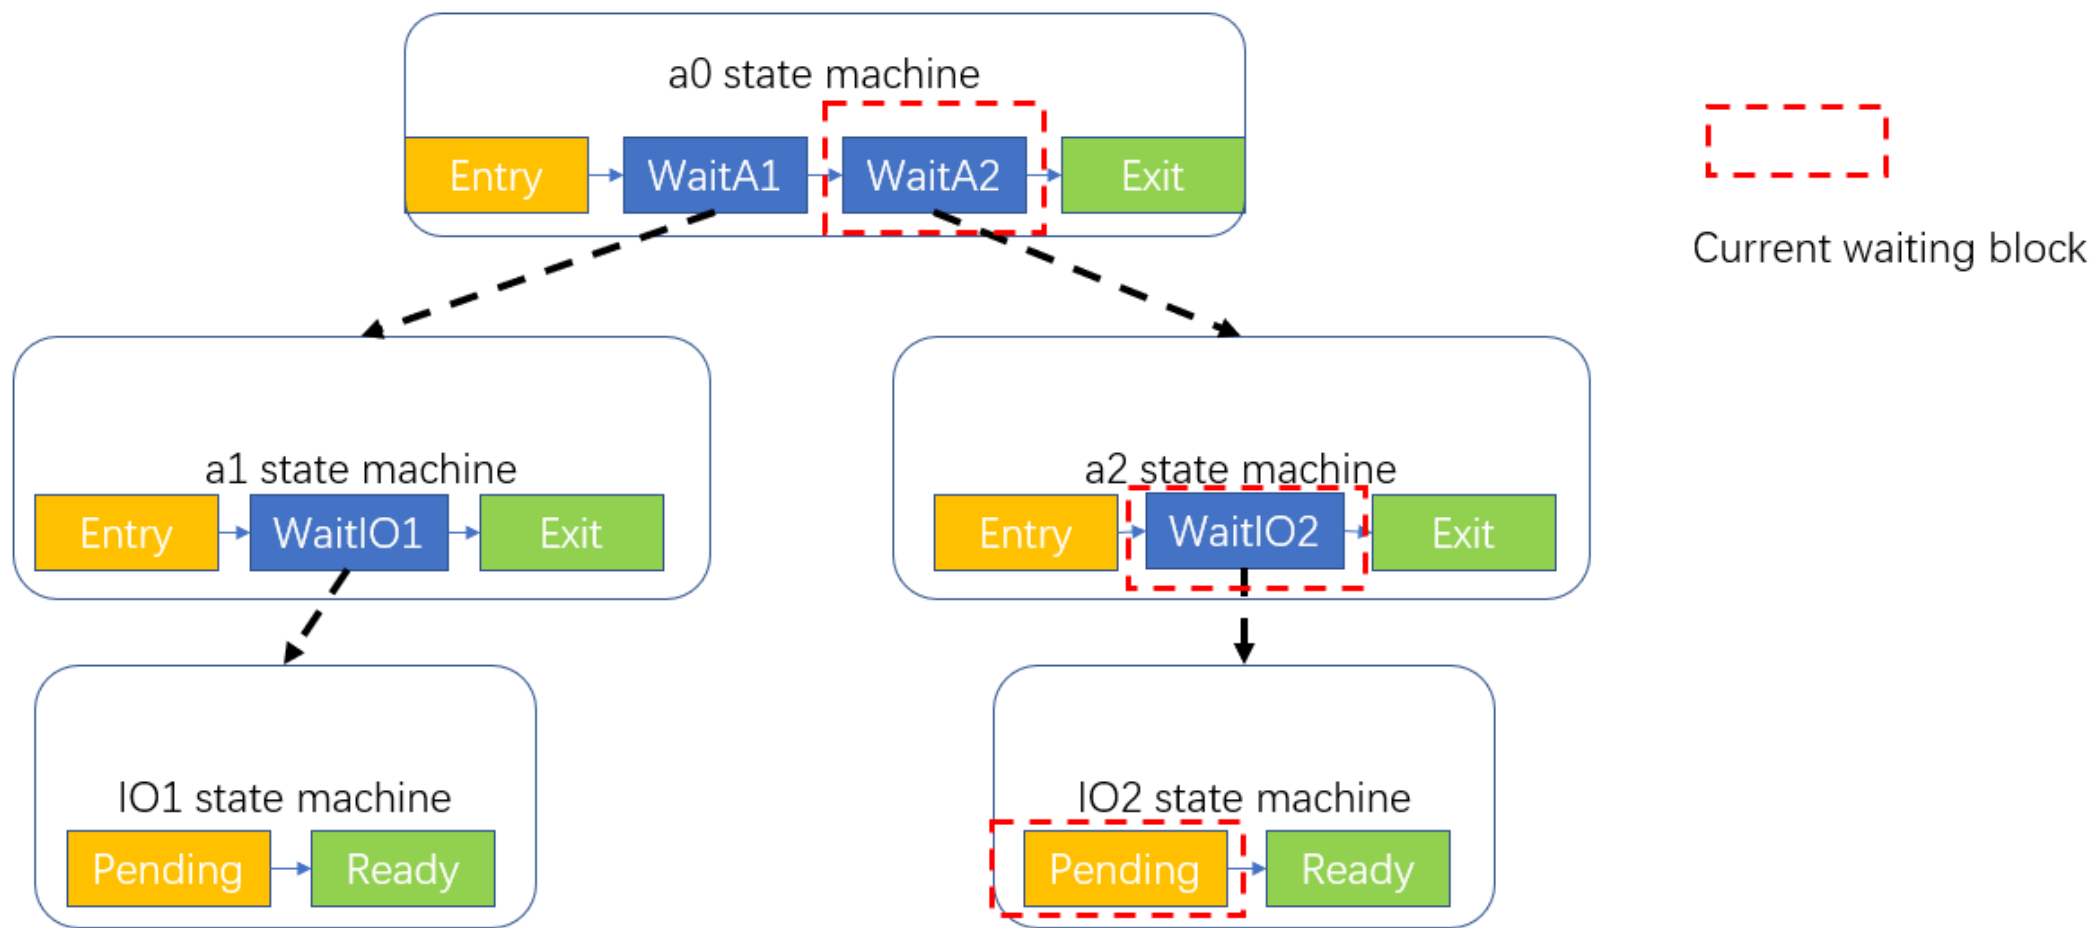 a0 state machine
Entry
WaitA1
WaitA2
Exit
Current waiting block
a1 state machine
Entry
WaitIO1
Exit
a2 state machine
Entry
WaitIO2
Exit
IO1 state machine
Pending
Ready
IO2 state machine
Pending
Ready